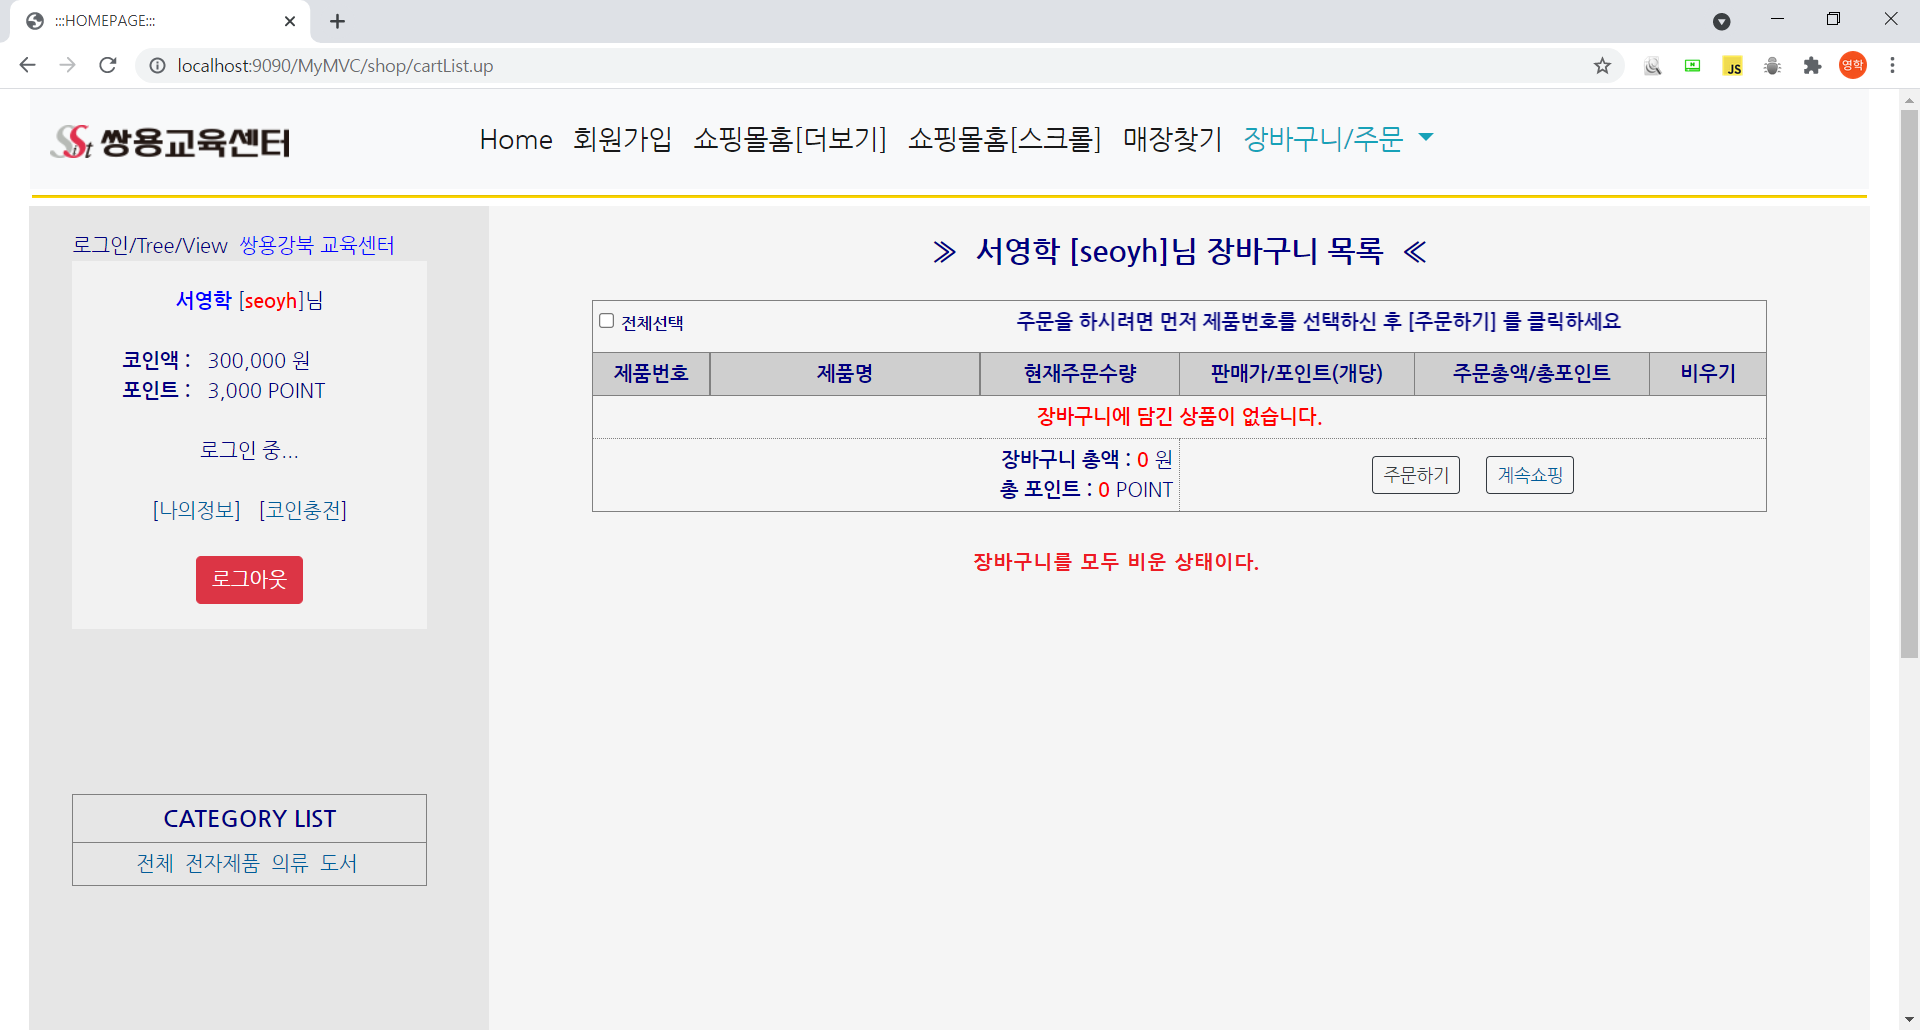 :::HOMEPAGE:::
localhost:9090/MyMVC/shop/cartList.up
JS
영학
SSist 쌍용교육센터
Home 회원가입 쇼핑몰홈[더보기] 쇼핑몰홈[스크롤] 매장찾기 장바구니/주문
로그인/Tree/View 쌍용강북 교육센터
서영학 [seoyh]님
코인액 : 300,000 원
포인트 : 3,000 POINT
로그인 중...
[나의정보] [코인충전]
로그아웃
CATEGORY LIST
전체 전자제품 의류 도서
≫ 서영학 [seoyh]님 장바구니 목록 ≪
전체선택 주문을 하시려면 먼저 제품번호를 선택하신 후 [주문하기] 를 클릭하세요
제품번호 제품명 현재주문수량 판매가/포인트(개당) 주문총액/총포인트 비우기
장바구니에 담긴 상품이 없습니다.
장바구니 총액 : 0 원
총 포인트 : 0 POINT
주문하기 계속쇼핑
장바구니를 모두 비운 상태이다.